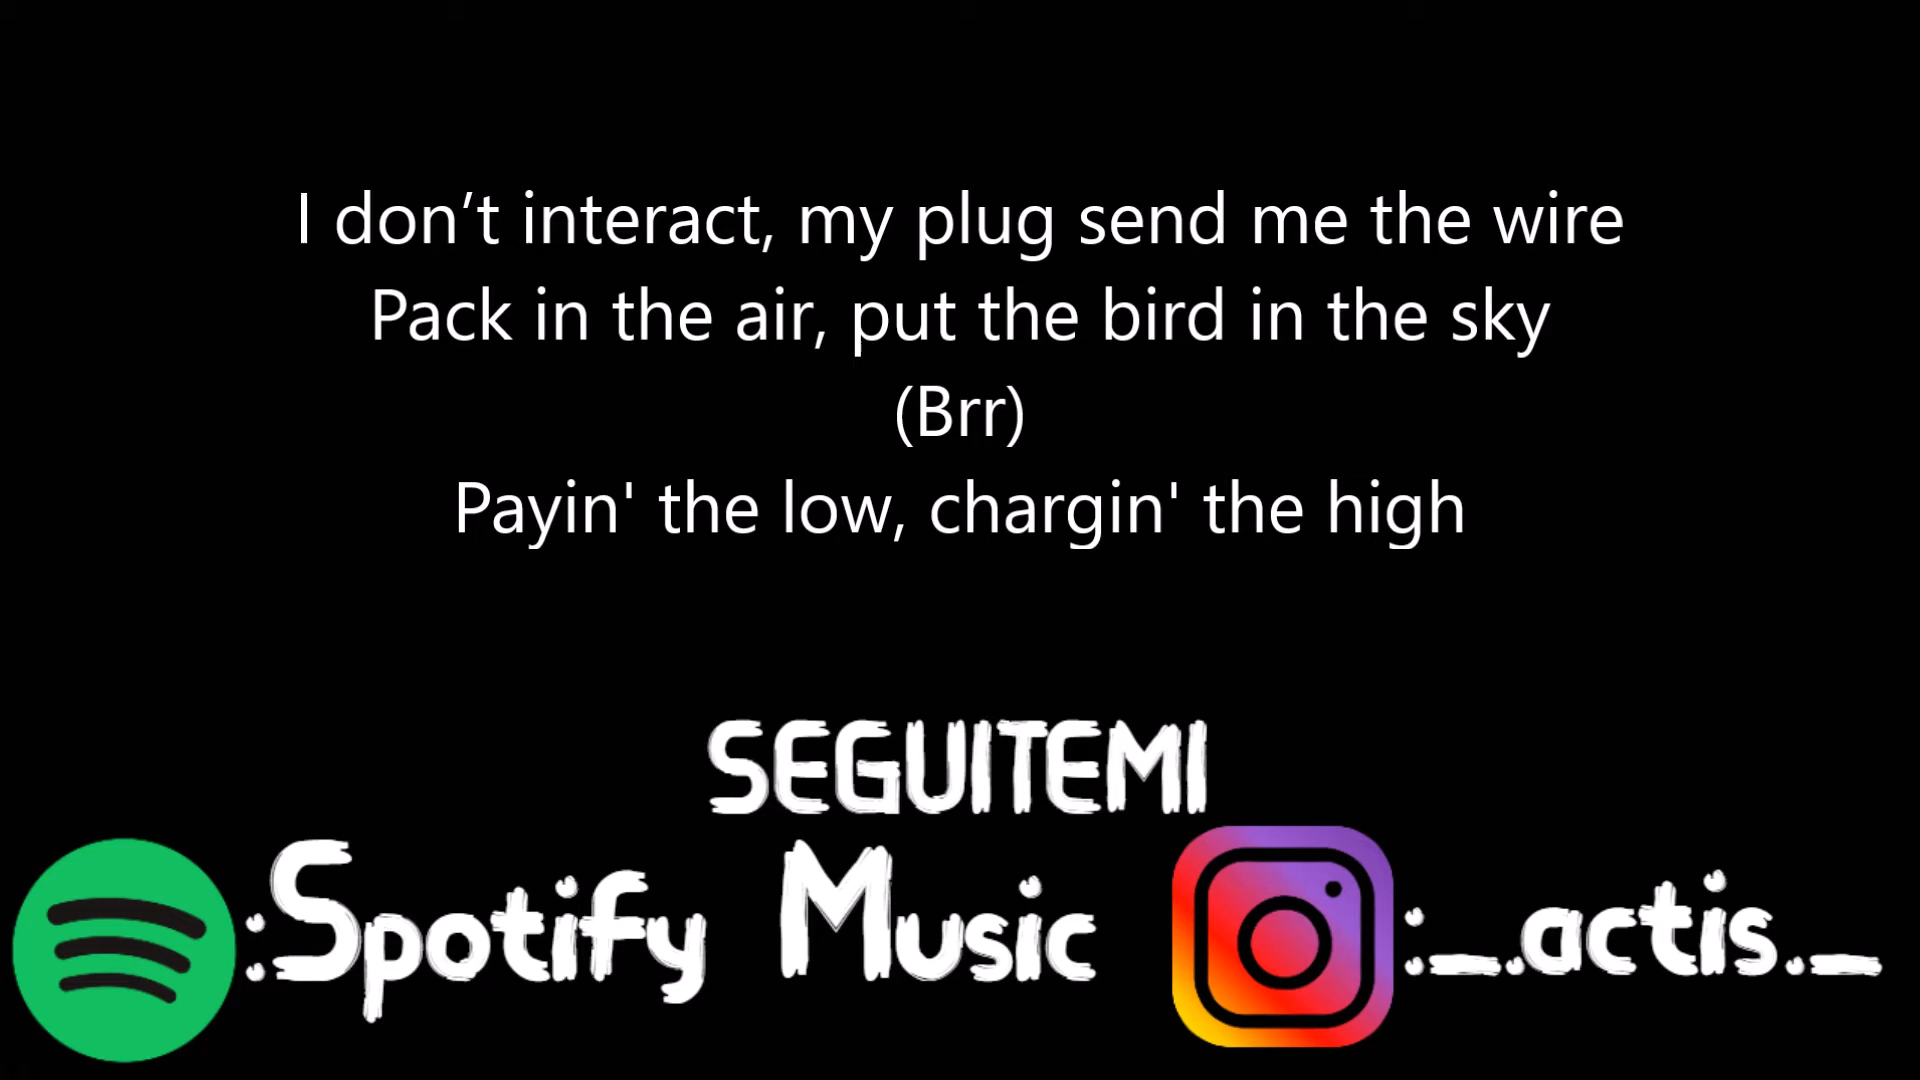 I don’t interact, my plug send me the wire
Pack in the air, put the bird in the sky
(Brr)
Payin' the low, chargin' the high
SEGUITEMI
:Spotify Music :_.actis._